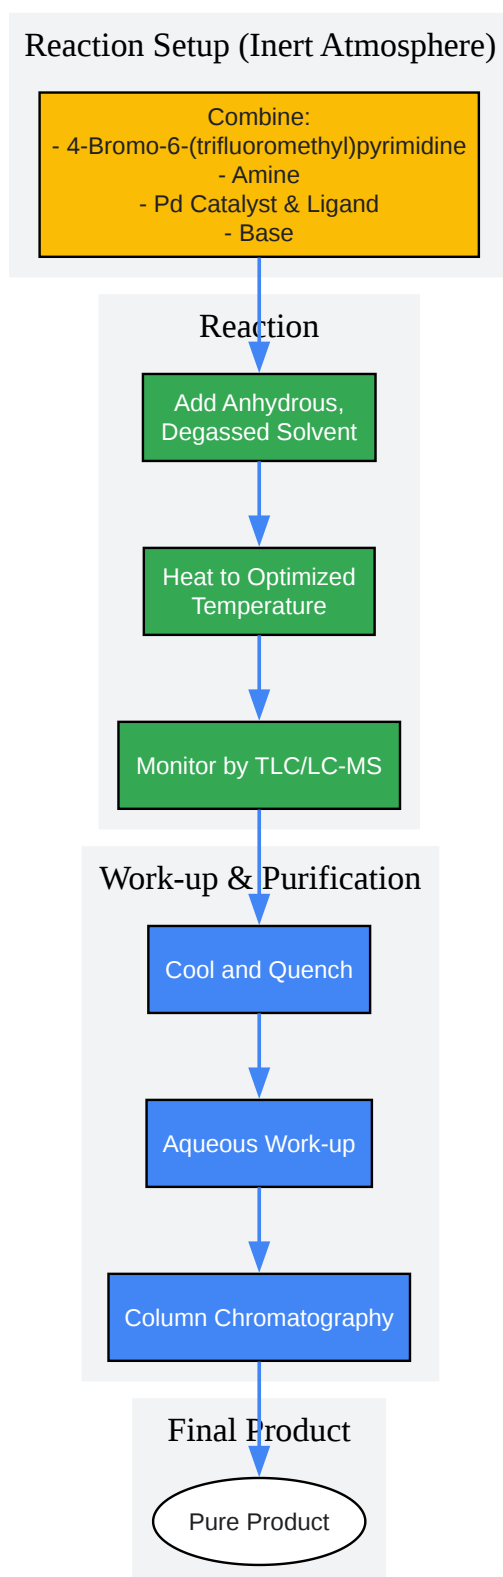 Reaction Setup (Inert Atmosphere)
Combine:
- 4-Bromo-6-(trifluoromethyl)pyrimidine
- Amine
- Pd Catalyst & Ligand
- Base
Reaction
Add Anhydrous,
Degassed Solvent
Heat to Optimized
Temperature
Monitor by TLC/LC-MS
Work-up & Purification
Cool and Quench
Aqueous Work-up
Column Chromatography
Final Product
Pure Product